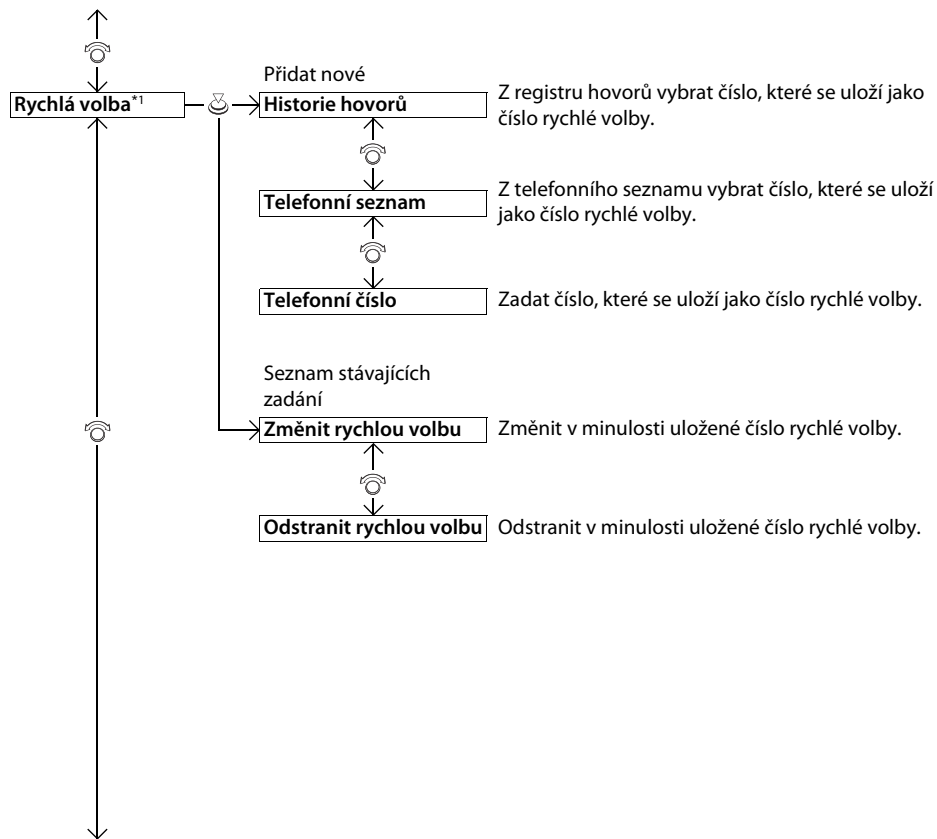 Přidat nové
Rychlá volba*1
Historie hovorů
Z registru hovorů vybrat číslo, které se uloží jako
číslo rychlé volby.
Telefonní seznam
Z telefonního seznamu vybrat číslo, které se uloží
jako číslo rychlé volby.
Telefonní číslo
Zadat číslo, které se uloží jako číslo rychlé volby.
Seznam stávajících
zadání
Změnit rychlou volbu
Změnit v minulosti uložené číslo rychlé volby.
Odstranit rychlou volbu
Odstranit v minulosti uložené číslo rychlé volby.